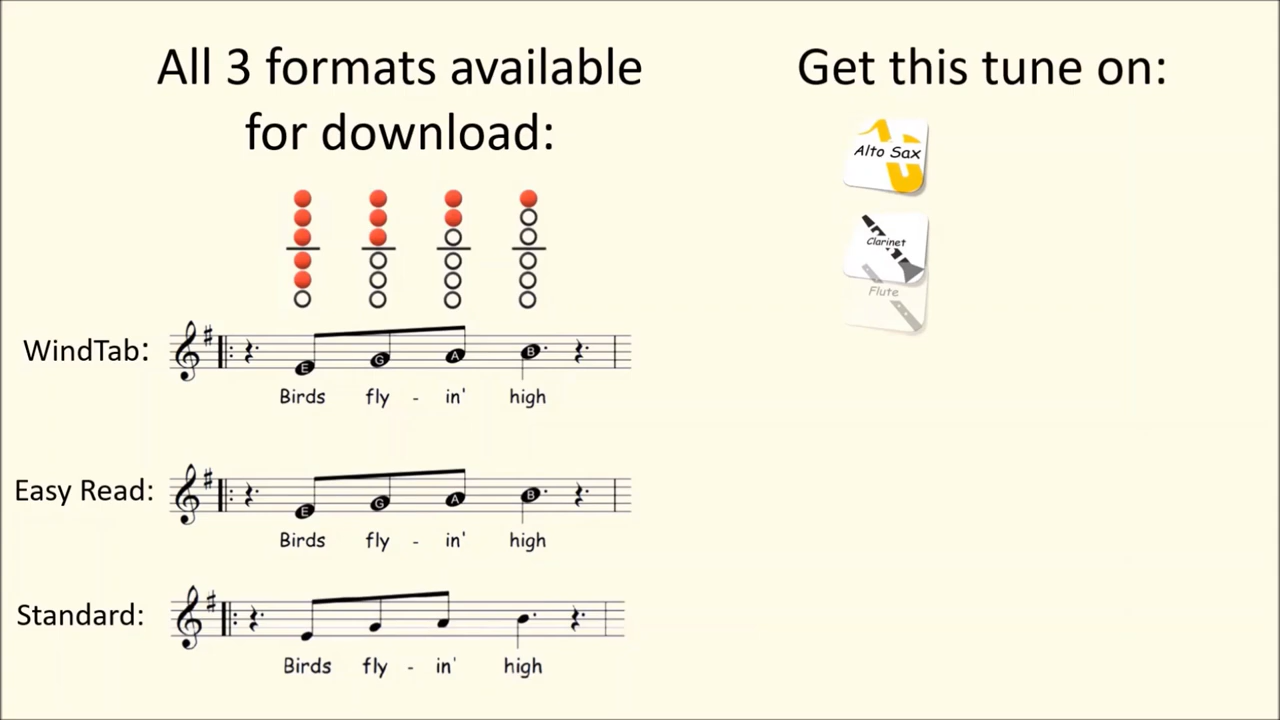 All 3 formats available
for download:
Get this tune on:
Alto Sax
Clarinet
Flute
WindTab:
E G A B
Birds fly - in' high
Easy Read:
E G A B
Birds fly - in' high
Standard:
Birds fly - in' high